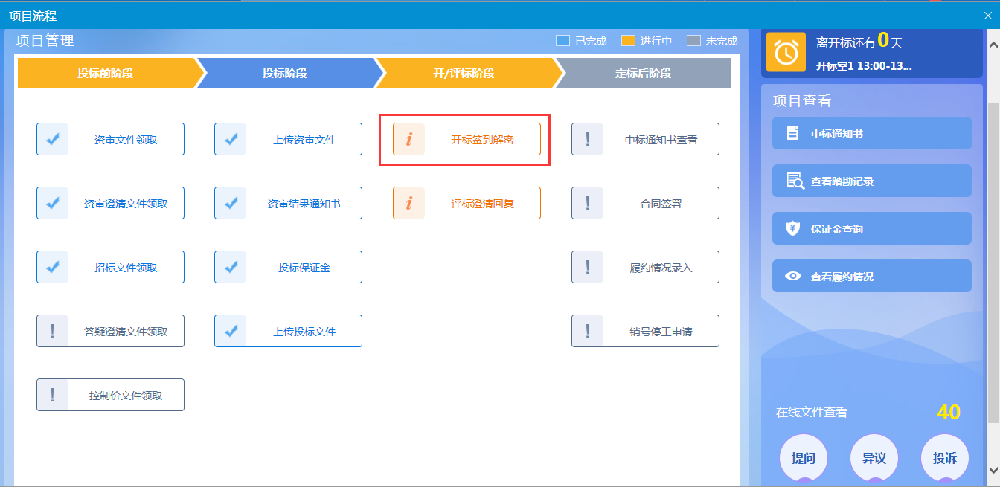 项目流程
项目管理
已完成 进行中 未完成
投标前阶段 投标阶段 开/评标阶段 定标后阶段
资审文件领取 上传资审文件 开标签到解密 中标通知书查看
资审澄清文件领取 资审结果通知书 评标澄清回复 合同签署
招标文件领取 投标保证金 履约情况录入
答疑澄清文件领取 上传投标文件 销号停工申请
控制价文件领取
离开标还有0天
开标室1 13:00-13...
项目查看
中标通知书
查看踏勘记录
保证金查询
查看履约情况
在线文件查看 40
提问 异议 投诉